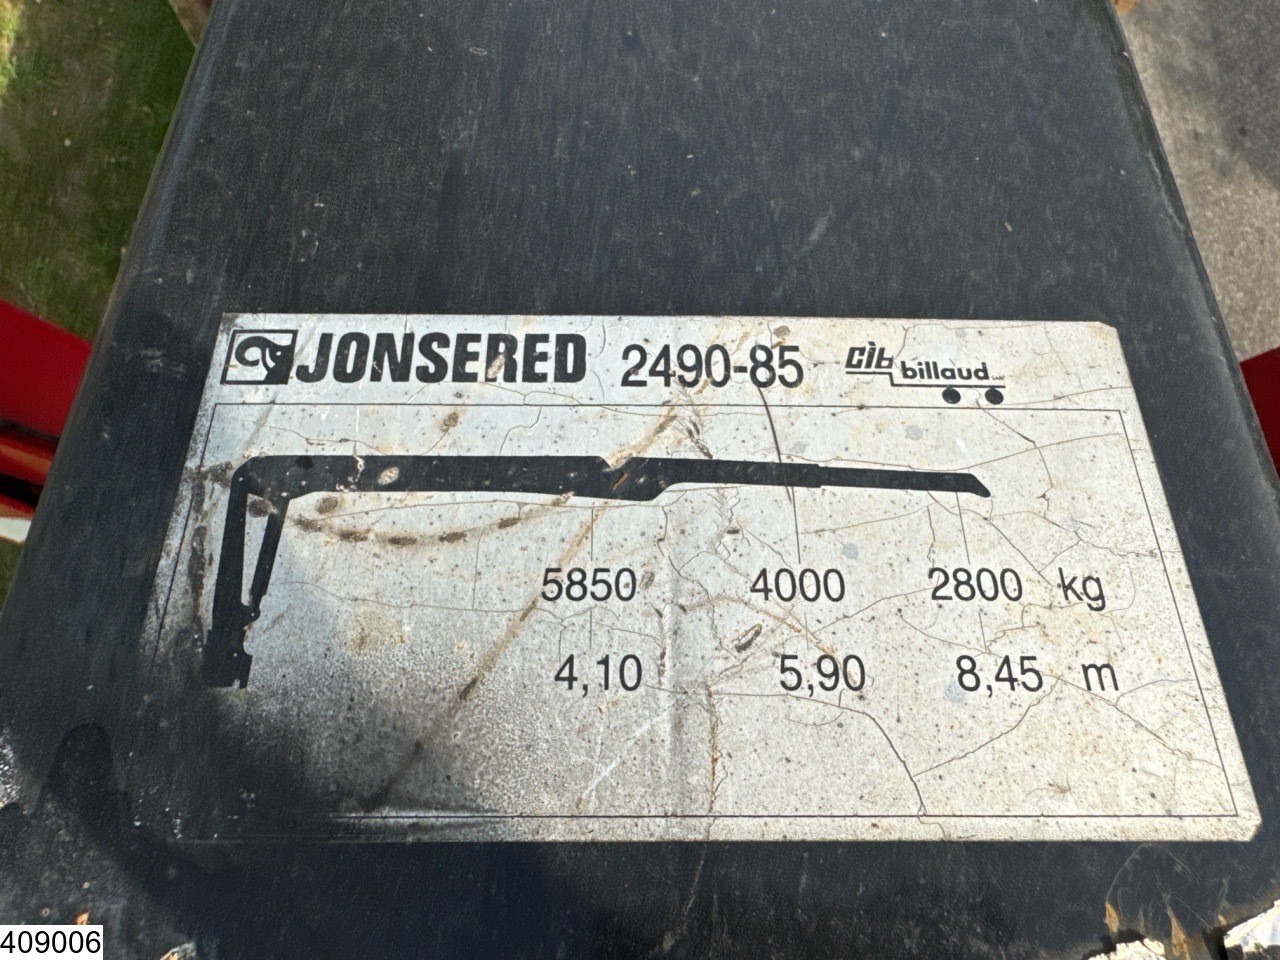 JONSERED 2490-85 cib billaud
5850 4000 2800 kg
4,10 5,90 8,45 m
409006